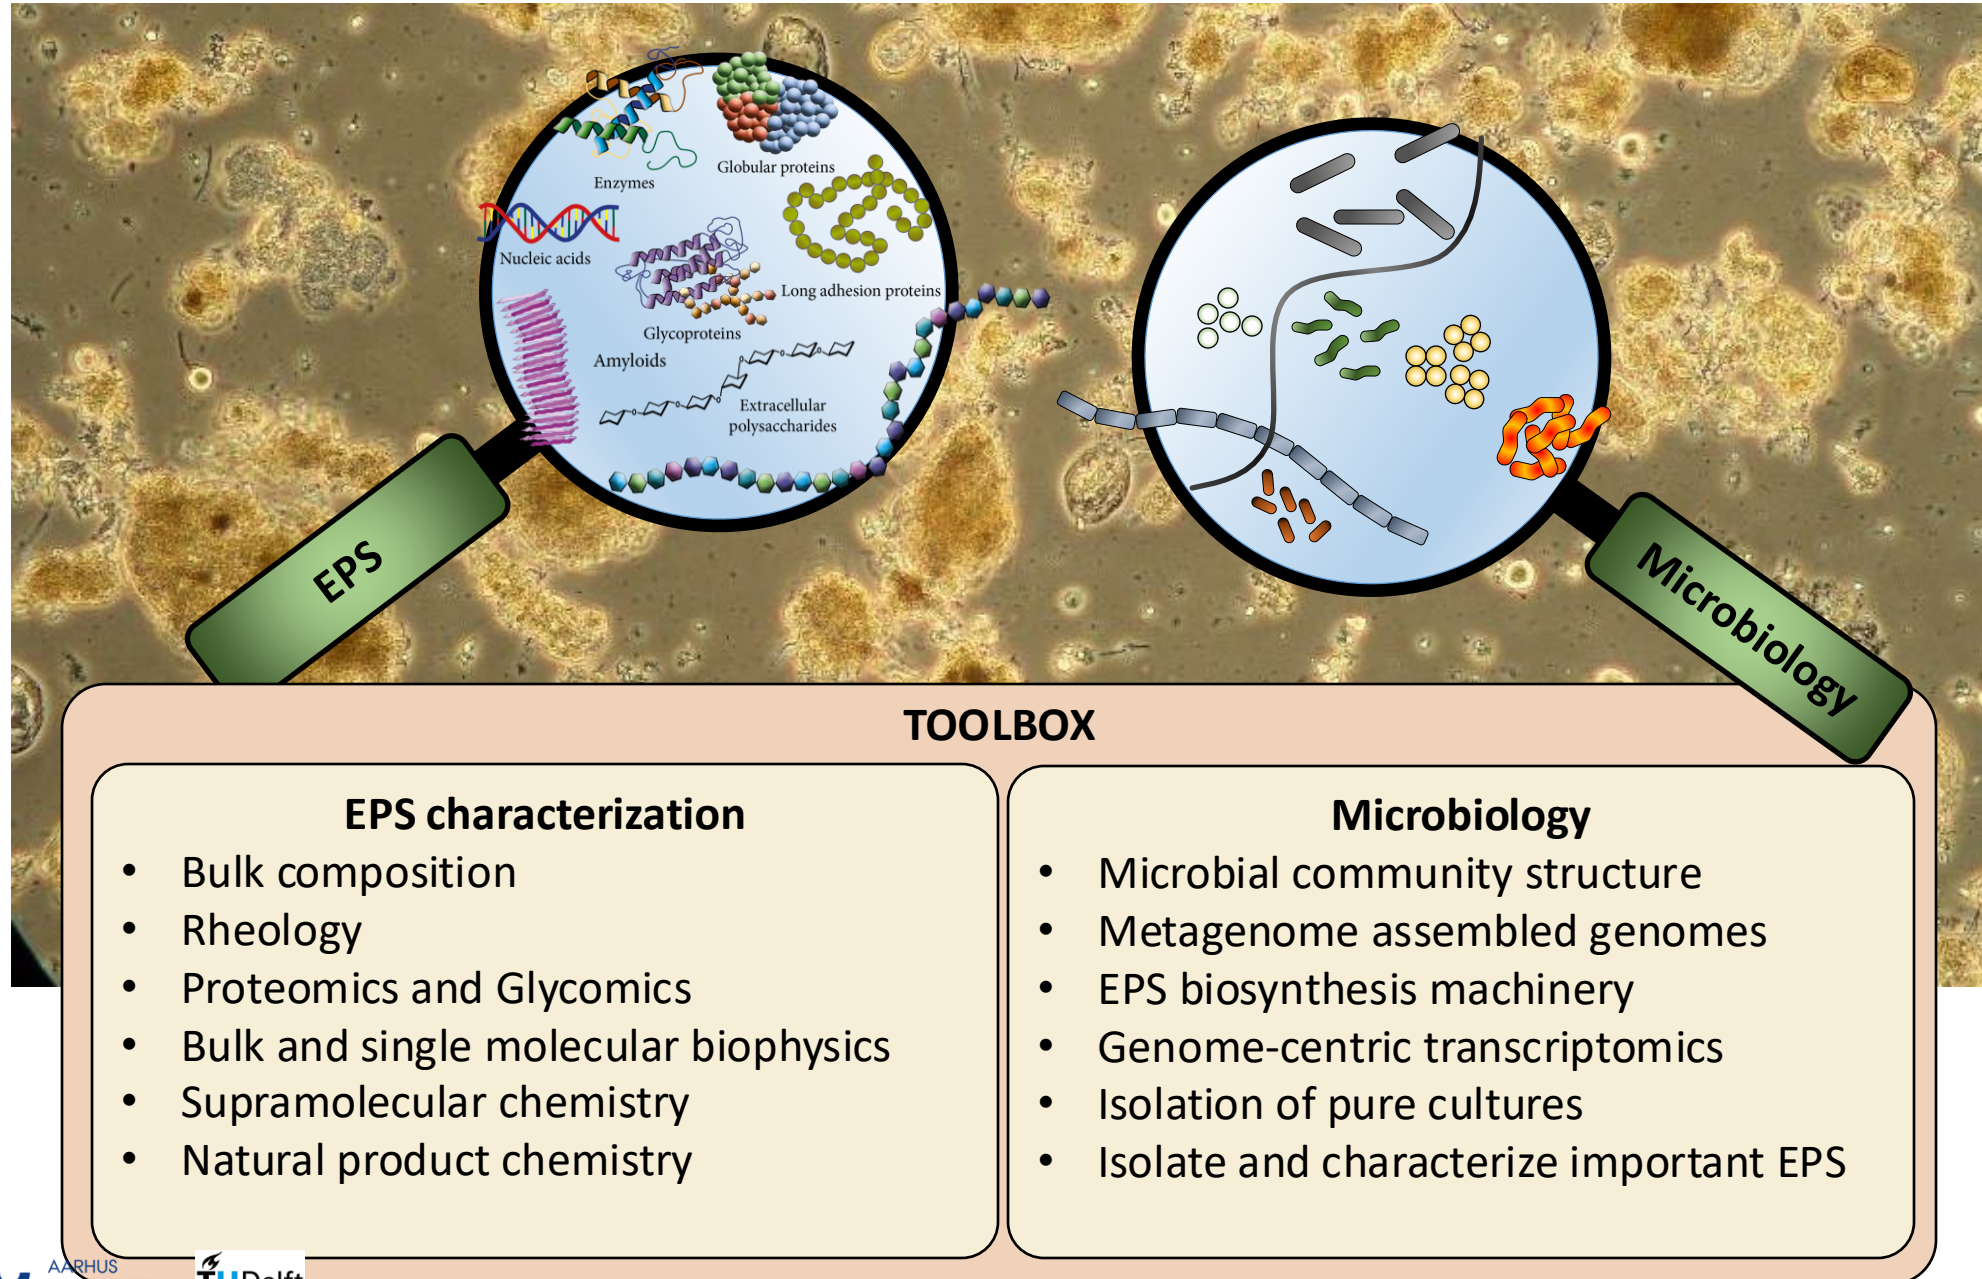 Enzymes
Globular proteins
Nucleic acids
Long adhesion proteins
Glycoproteins
Amyloids
Extracellular
polysaccharides
EPS
Microbiology
TOOLBOX
EPS characterization
• Bulk composition
• Rheology
• Proteomics and Glycomics
• Bulk and single molecular biophysics
• Supramolecular chemistry
• Natural product chemistry
Microbiology
• Microbial community structure
• Metagenome assembled genomes
• EPS biosynthesis machinery
• Genome-centric transcriptomics
• Isolation of pure cultures
• Isolate and characterize important EPS
AARHUS
TUDelft